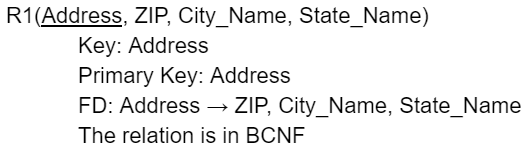 R1(Address, ZIP, City_Name, State_Name)
Key: Address
Primary Key: Address
FD: Address → ZIP, City_Name, State_Name
The relation is in BCNF